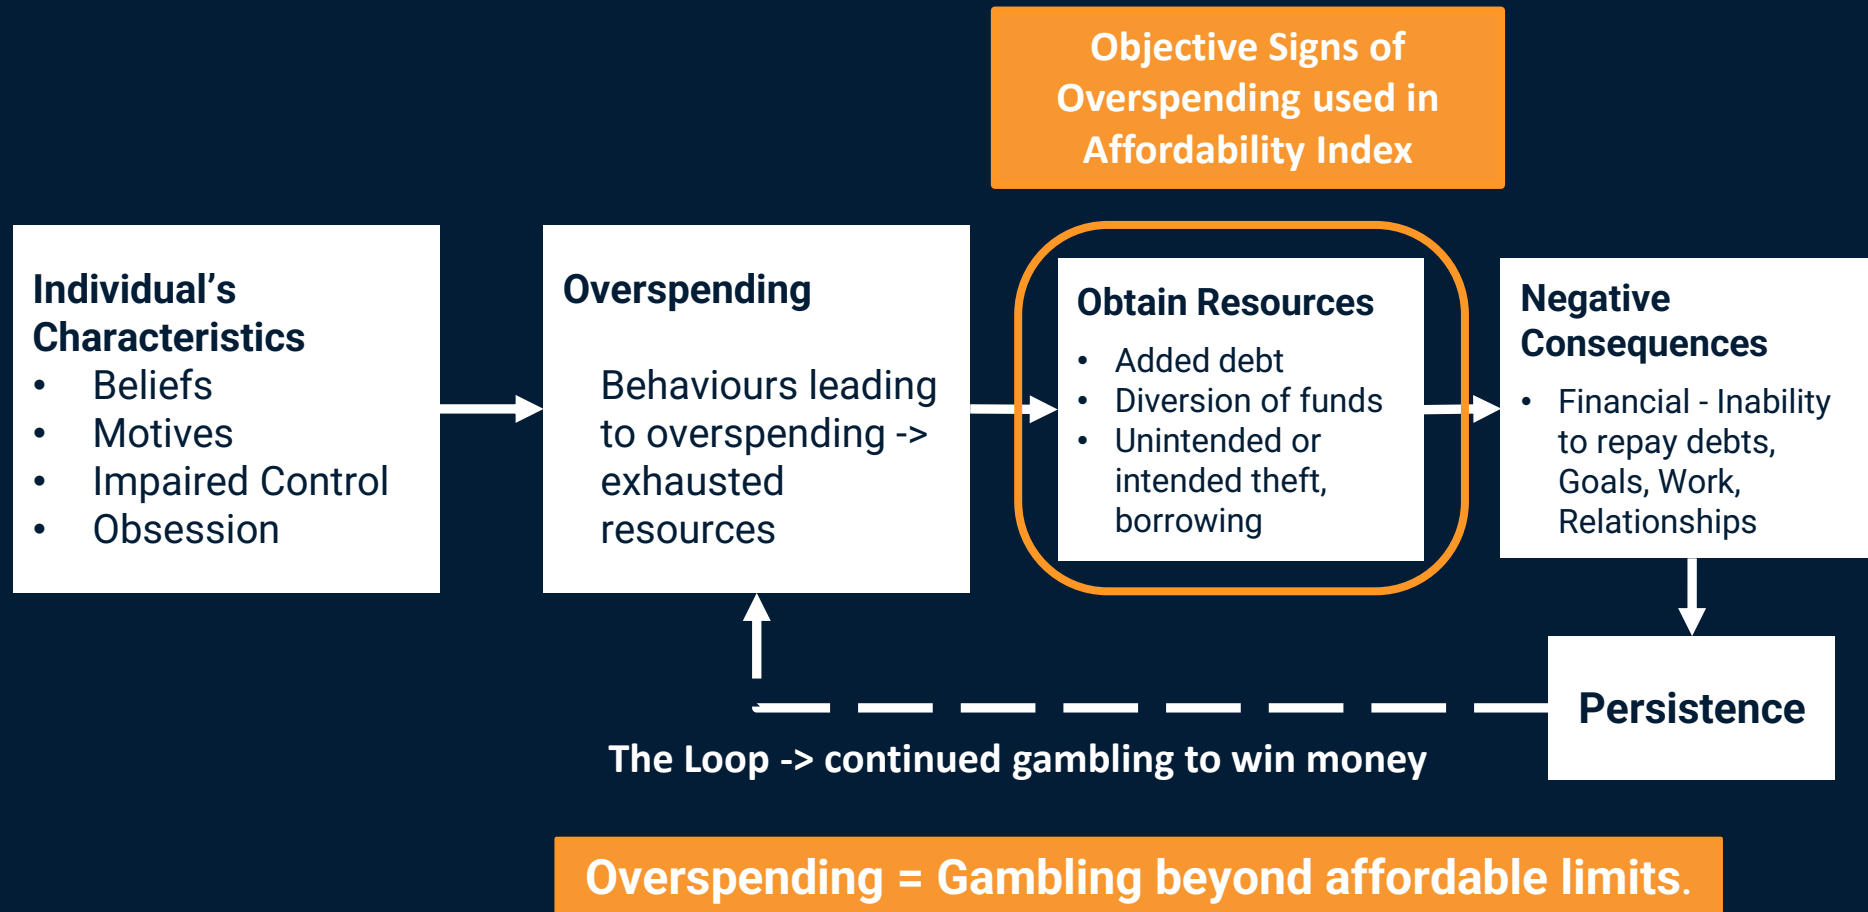 Objective Signs of
Overspending used in
Affordability Index
Individual’s
Characteristics
• Beliefs
• Motives
• Impaired Control
• Obsession
Overspending
Behaviours leading
to overspending ->
exhausted
resources
Obtain Resources
• Added debt
• Diversion of funds
• Unintended or
intended theft,
borrowing
Negative
Consequences
• Financial - Inability
to repay debts,
Goals, Work,
Relationships
Persistence
The Loop -> continued gambling to win money
Overspending = Gambling beyond affordable limits.